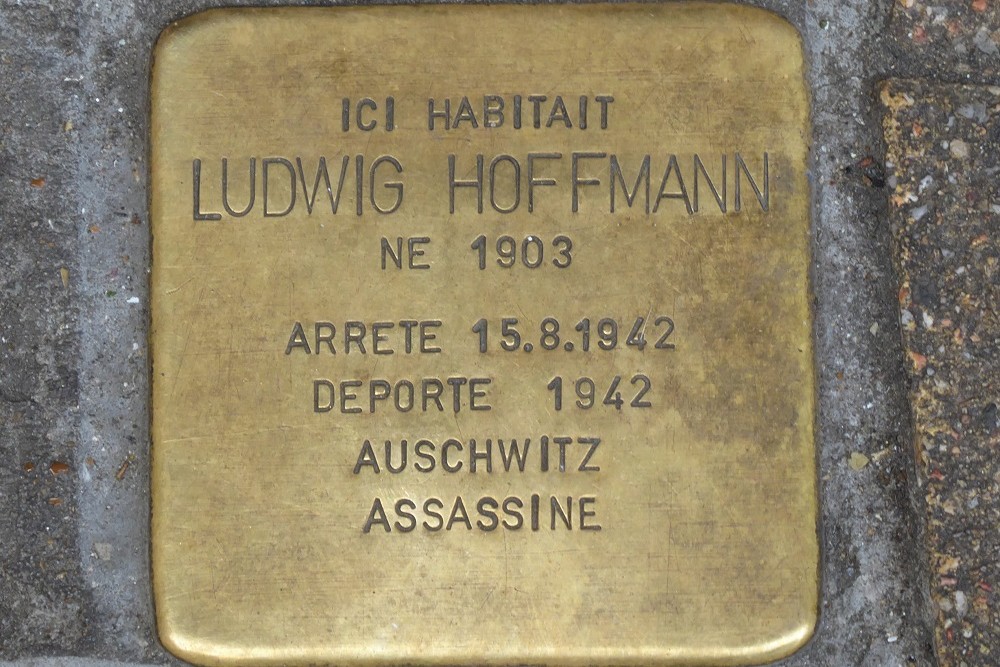 ICI HABITAIT
LUDWIG HOFFMANN
NE 1903
ARRETE 15.8.1942
DEPORTE 1942
AUSCHWITZ
ASSASSINE